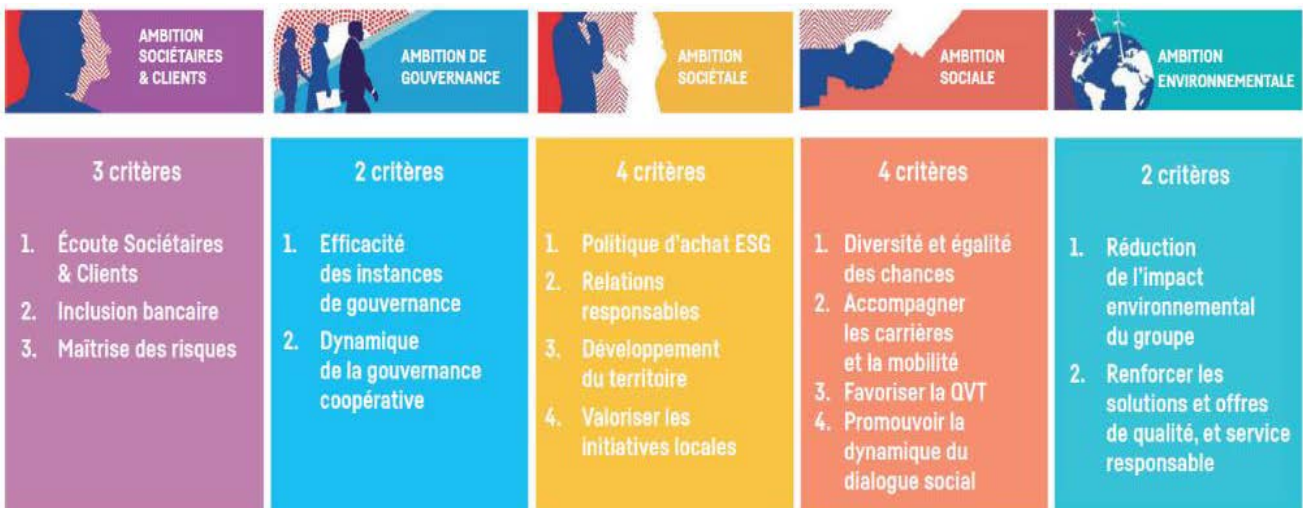 AMBITION
SOCIÉTAIRES
& CLIENTS
AMBITION DE
GOUVERNANCE
AMBITION
SOCIÉTALE
AMBITION
SOCIALE
AMBITION
ENVIRONNEMENTALE
3 critères
1. Écoute Sociétaires
& Clients
2. Inclusion bancaire
3. Maîtrise des risques
2 critères
1. Efficacité
des instances
de gouvernance
2. Dynamique
de la gouvernance
coopérative
4 critères
1. Politique d'achat ESG
2. Relations
responsables
3. Développement
du territoire
4. Valoriser les
initiatives locales
4 critères
1. Diversité et égalité
des chances
2. Accompagner
les carrières
et la mobilité
3. Favoriser la QVT
4. Promouvoir la
dynamique du
dialogue social
2 critères
1. Réduction
de l'impact
environnemental
du groupe
2. Renforcer les
solutions et offres
de qualité, et service
responsable